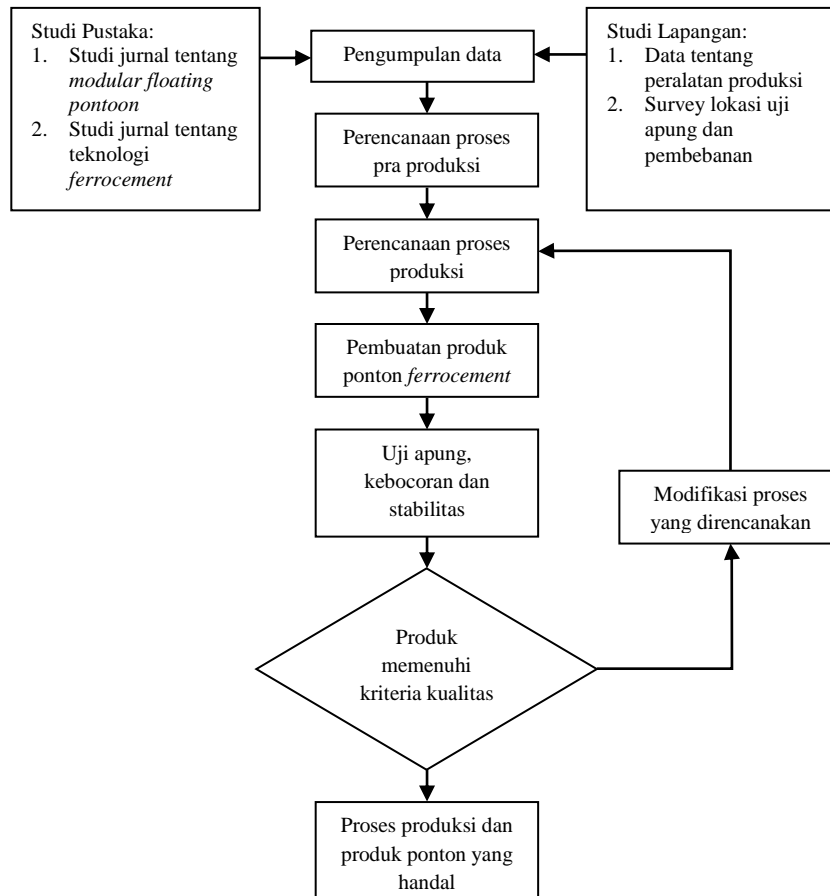 Studi Pustaka:
1. Studi jurnal tentang
modular floating
pontoon
2. Studi jurnal tentang
teknologi
ferrocement
Pengumpulan data
Studi Lapangan:
1. Data tentang
peralatan produksi
2. Survey lokasi uji
apung dan
pembebanan
Perencanaan proses
pra produksi
Perencanaan proses
produksi
Pembuatan produk
ponton ferrocement
Uji apung,
kebocoran dan
stabilitas
Modifikasi proses
yang direncanakan
Produk
memenuhi
kriteria kualitas
Proses produksi dan
produk ponton yang
handal